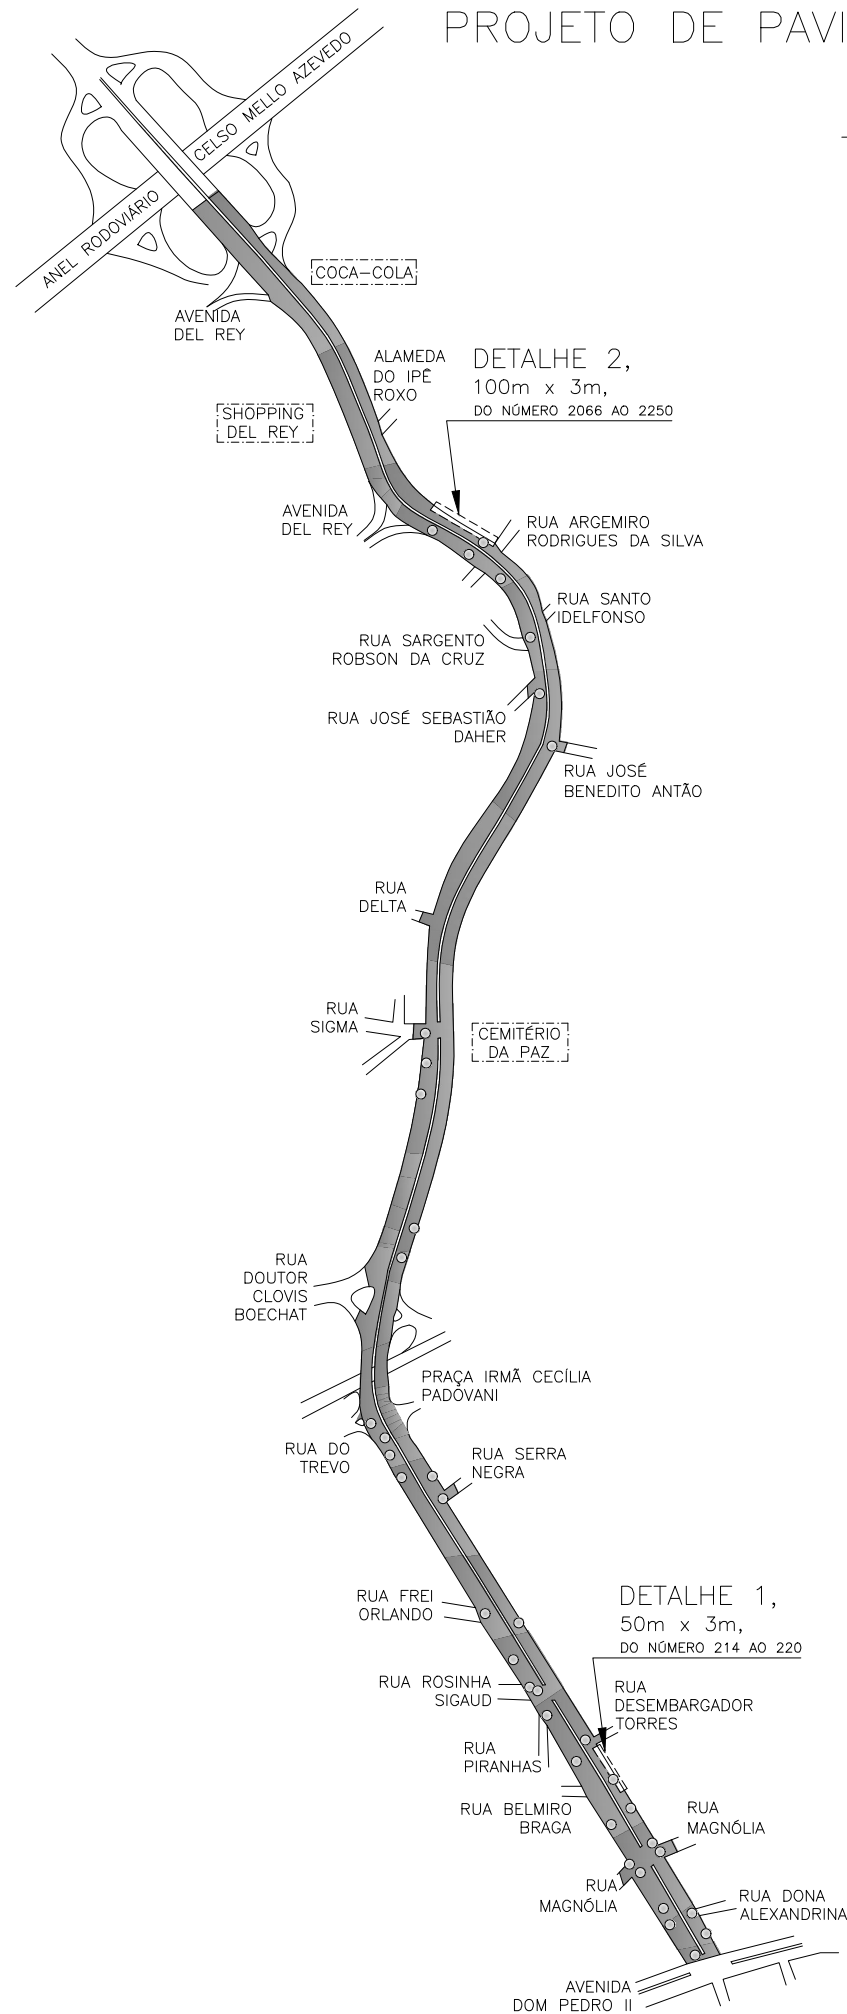 PROJETO DE PAVI
CELSO MELLO AZEVEDO
ANEL RODOVIÁRIO
COCA-COLA
AVENIDA
DEL REY
ALAMEDA
DO IPÊ
ROXO
DETALHE 2,
100m x 3m,
DO NÚMERO 2066 AO 2250
SHOPPING
DEL REY
AVENIDA
DEL REY
RUA ARGEMIRO
RODRIGUES DA SILVA
RUA SANTO
IDELFONSO
RUA SARGENTO
ROBSON DA CRUZ
RUA JOSÉ SEBASTIÃO
DAHER
RUA JOSÉ
BENEDITO ANTÃO
RUA
DELTA
RUA
SIGMA
CEMITÉRIO
DA PAZ
RUA
DOUTOR
CLOVIS
BOECHAT
PRAÇA IRMÃ CECÍLIA
PADOVANI
RUA DO
TREVO
RUA SERRA
NEGRA
RUA FREI
ORLANDO
DETALHE 1,
50m x 3m,
DO NÚMERO 214 AO 220
RUA ROSINHA
SIGAUD
RUA
DESEMBARGADOR
TORRES
RUA
PIRANHAS
RUA BELMIRO
BRAGA
RUA
MAGNÓLIA
RUA
MAGNÓLIA
RUA DONA
ALEXANDRINA
AVENIDA
DOM PEDRO II